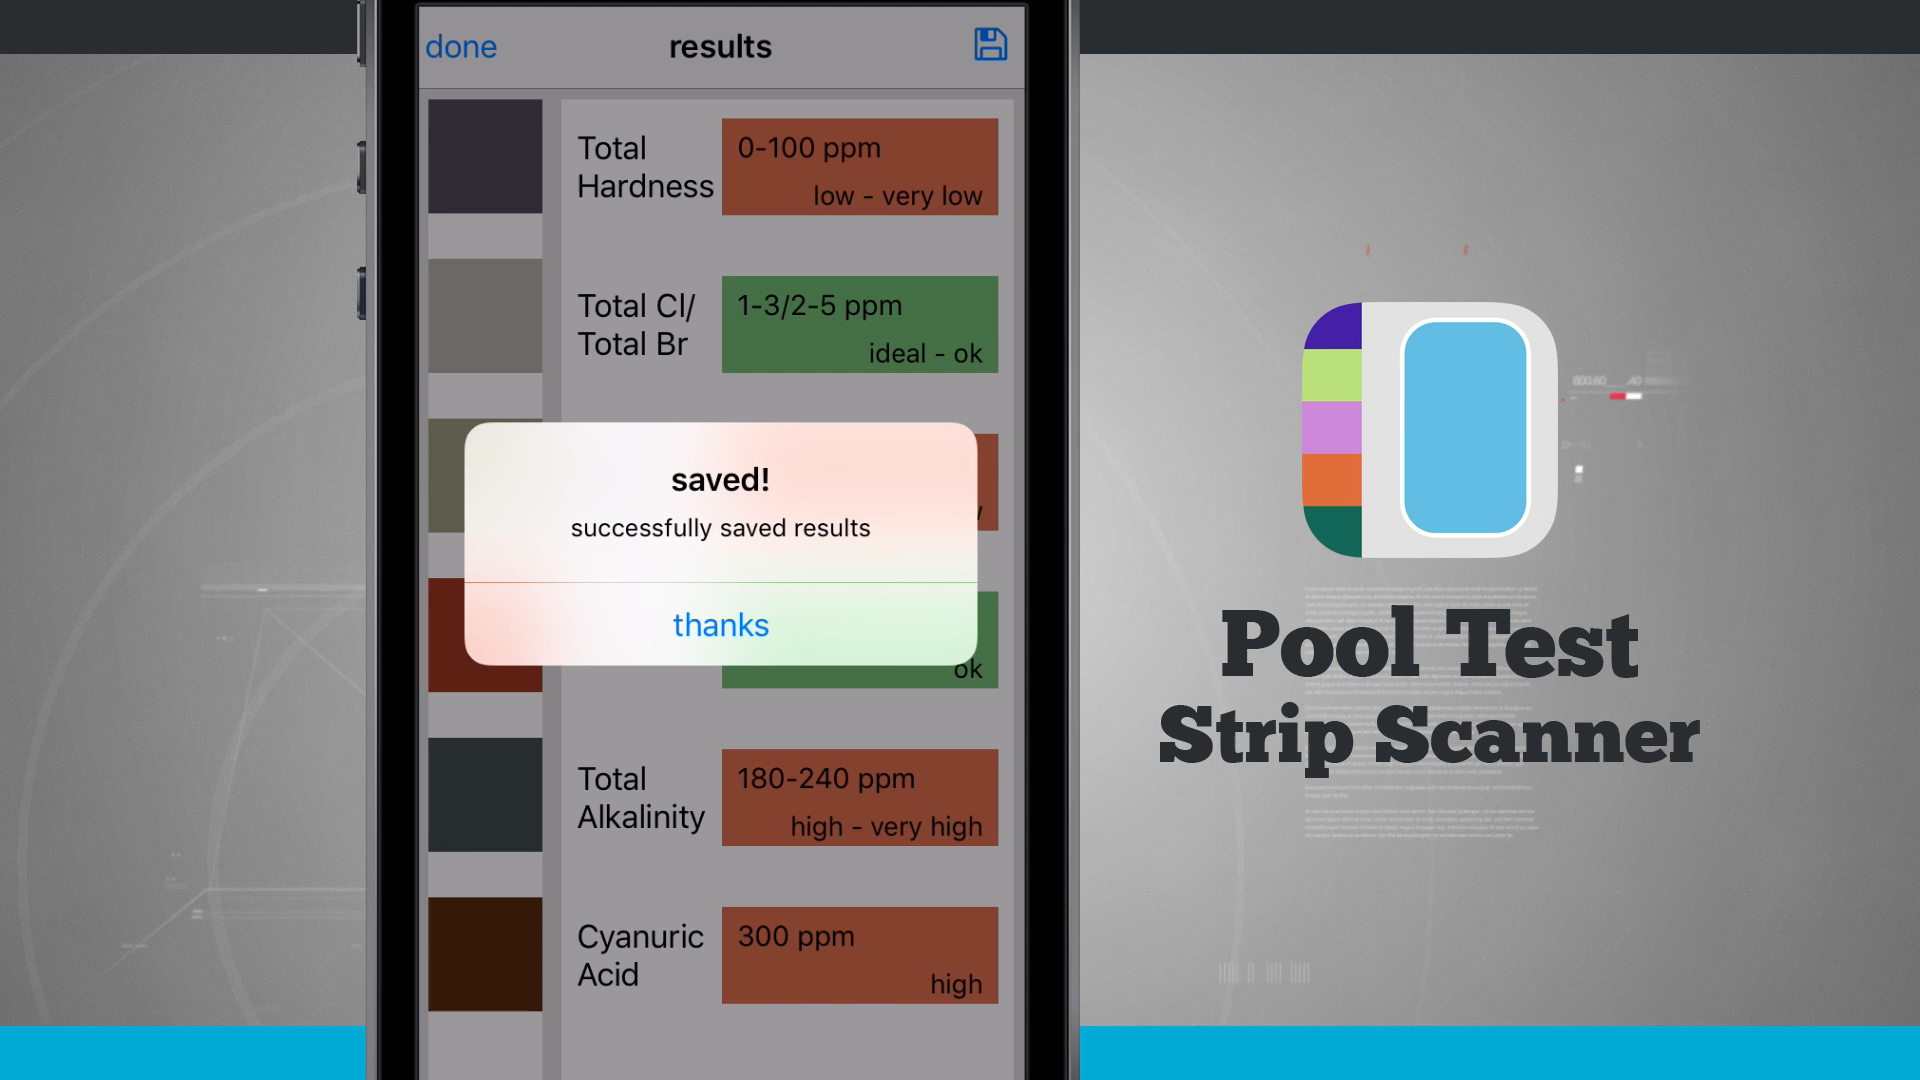 done
results
Total
Hardness
0-100 ppm
low - very low
Total Cl/
Total Br
1-3/2-5 ppm
ideal - ok
saved!
successfully saved results
thanks
ok
Total
Alkalinity
180-240 ppm
high - very high
Cyanuric
Acid
300 ppm
high
Pool Test
Strip Scanner